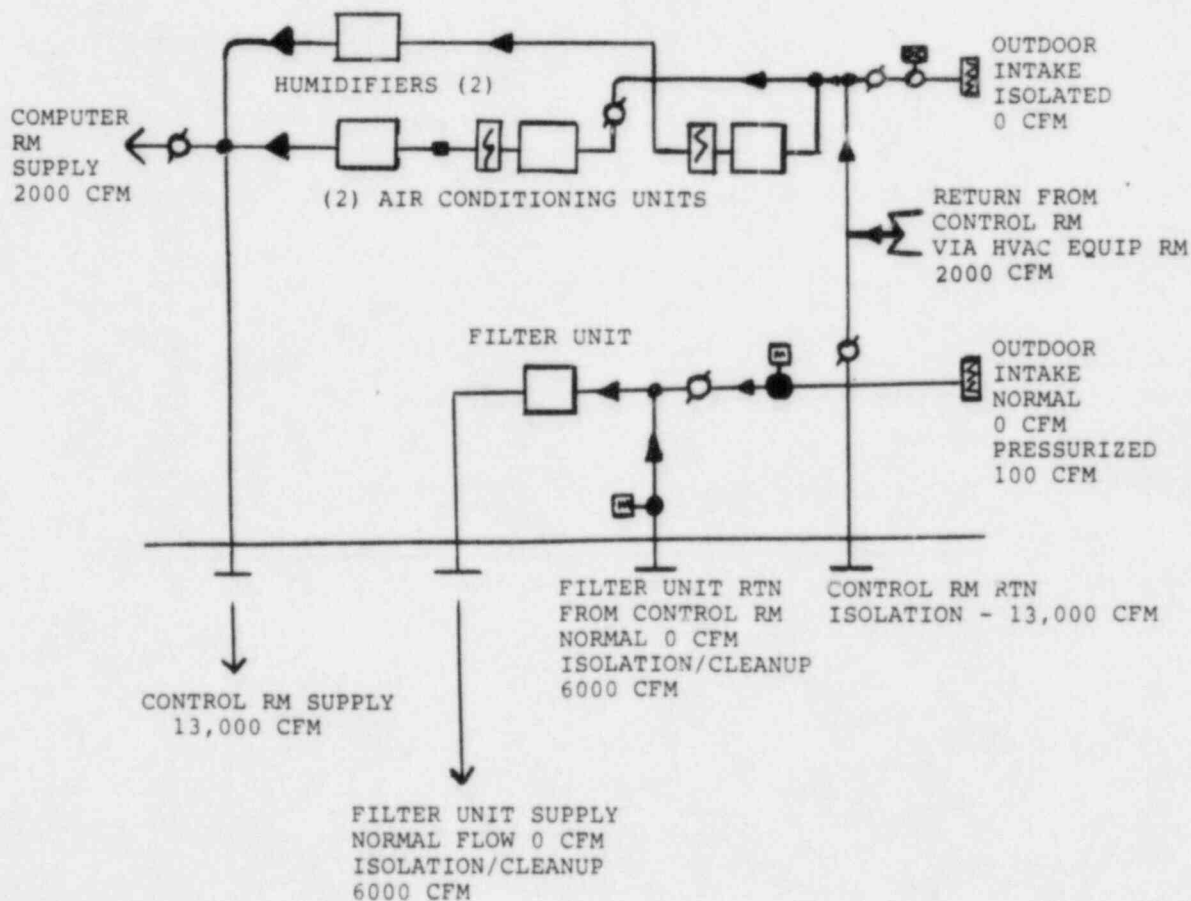 OUTDOOR
INTAKE
ISOLATED
0 CFM
HUMIDIFIERS (2)
COMPUTER
RM
SUPPLY
2000 CFM
(2) AIR CONDITIONING UNITS
RETURN FROM
CONTROL RM
VIA HVAC EQUIP RM
2000 CFM
FILTER UNIT
OUTDOOR
INTAKE
NORMAL
0 CFM
PRESSURIZED
100 CFM
FILTER UNIT RTN
FROM CONTROL RM
NORMAL 0 CFM
ISOLATION/CLEANUP
6000 CFM
CONTROL RM RTN
ISOLATION - 13,000 CFM
CONTROL RM SUPPLY
13,000 CFM
FILTER UNIT SUPPLY
NORMAL FLOW 0 CFM
ISOLATION/CLEANUP
6000 CFM